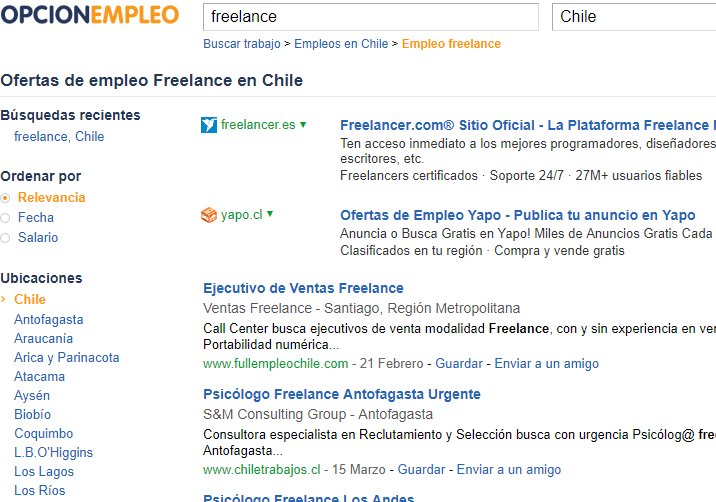 OPCIONEMPLEO
freelance
Chile
Buscar trabajo > Empleos en Chile > Empleo freelance
Ofertas de empleo Freelance en Chile
Búsquedas recientes
freelance, Chile
Ordenar por
Relevancia
Fecha
Salario
Ubicaciones
Chile
Antofagasta
Araucanía
Arica y Parinacota
Atacama
Aysén
Biobío
Coquimbo
L.B.O'Higgins
Los Lagos
Los Ríos
freelancer.es
Freelancer.com® Sitio Oficial - La Plataforma Freelance
Ten acceso inmediato a los mejores programadores, diseñadores
escritores, etc.
Freelancers certificados · Soporte 24/7 · 27M+ usuarios fiables
yapo.cl
Ofertas de Empleo Yapo - Publica tu anuncio en Yapo
Anuncia o Busca Gratis en Yapo! Miles de Anuncios Gratis Cada
Clasificados en tu región · Compra y vende gratis
Ejecutivo de Ventas Freelance
Ventas Freelance - Santiago, Región Metropolitana
Call Center busca ejecutivos de venta modalidad Freelance, con y sin experiencia en
Portabilidad numérica...
www.fullempleochile.com - 21 Febrero - Guardar - Enviar a un amigo
Psicólogo Freelance Antofagasta Urgente
S&M Consulting Group - Antofagasta
Consultora especialista en Reclutamiento y Selección busca con urgencia Psicólog@
Antofagasta...
www.chiletrabajos.cl - 15 Marzo - Guardar - Enviar a un amigo
Psicólogo Freelance Los Andes